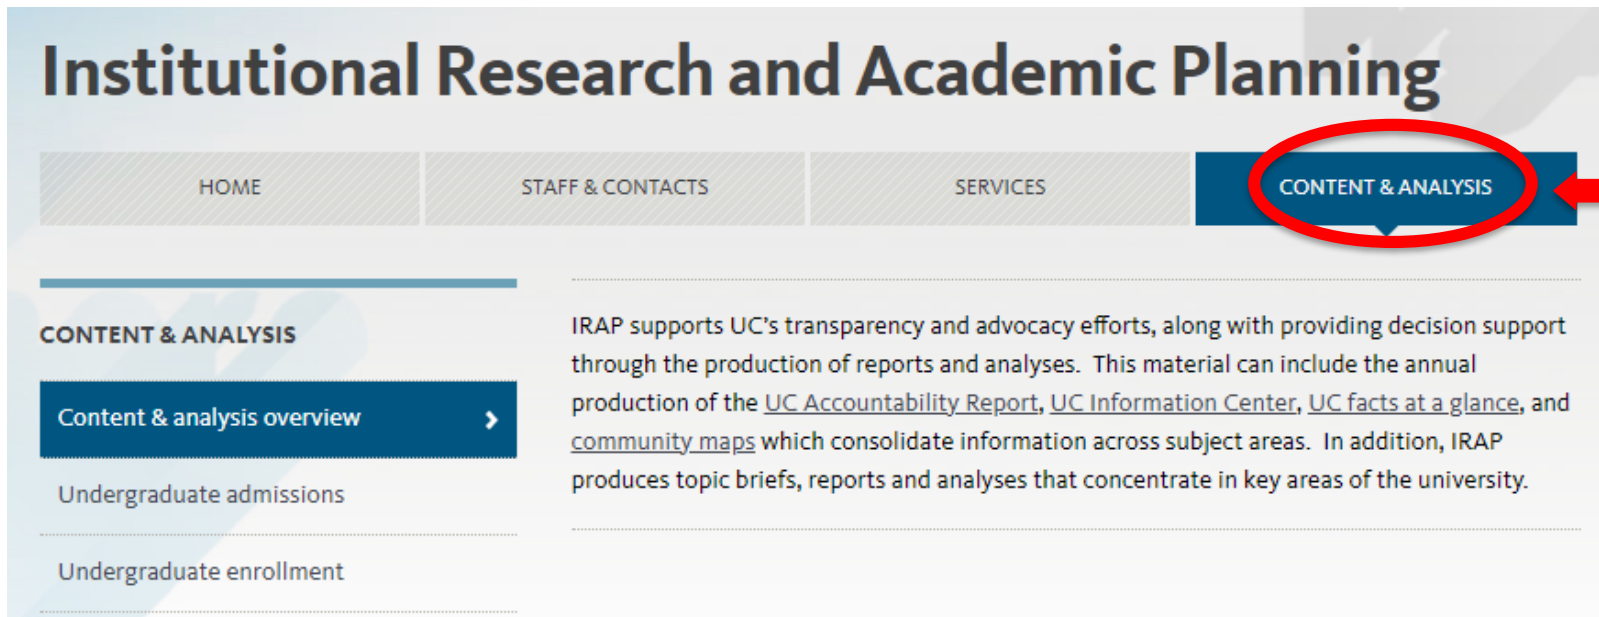 Institutional Research and Academic Planning
HOME
STAFF & CONTACTS
SERVICES
CONTENT & ANALYSIS
CONTENT & ANALYSIS
Content & analysis overview
Undergraduate admissions
Undergraduate enrollment
IRAP supports UC's transparency and advocacy efforts, along with providing decision support
through the production of reports and analyses. This material can include the annual
production of the UC Accountability Report, UC Information Center, UC facts at a glance, and
community maps which consolidate information across subject areas. In addition, IRAP
produces topic briefs, reports and analyses that concentrate in key areas of the university.